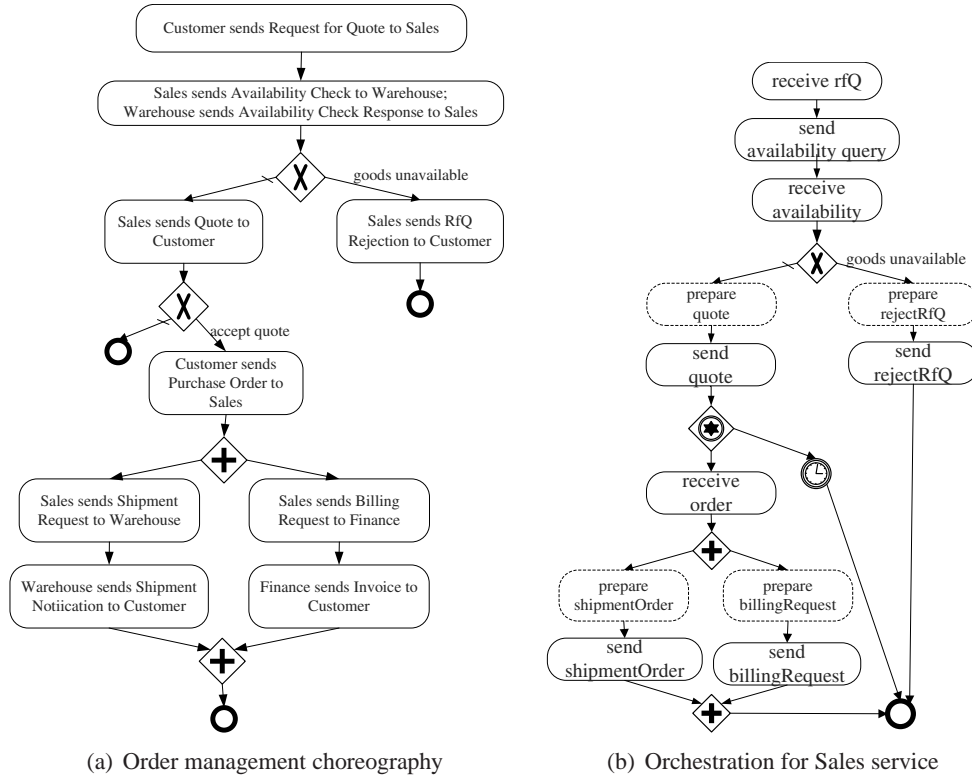 Customer sends Request for Quote to Sales
Sales sends Availability Check to Warehouse;
Warehouse sends Availability Check Response to Sales
goods unavailable
Sales sends Quote to
Customer
Sales sends RfQ
Rejection to Customer
accept quote
Customer sends
Purchase Order to
Sales
Sales sends Shipment
Request to Warehouse
Sales sends Billing
Request to Finance
Warehouse sends Shipment
Notiication to Customer
Finance sends Invoice to
Customer
(a) Order management choreography
receive rfQ
send
availability query
receive
availability
goods unavailable
prepare
quote
prepare
rejectRfQ
send
quote
send
rejectRfQ
receive
order
prepare
shipmentOrder
prepare
billingRequest
send
shipmentOrder
send
billingRequest
(b) Orchestration for Sales service